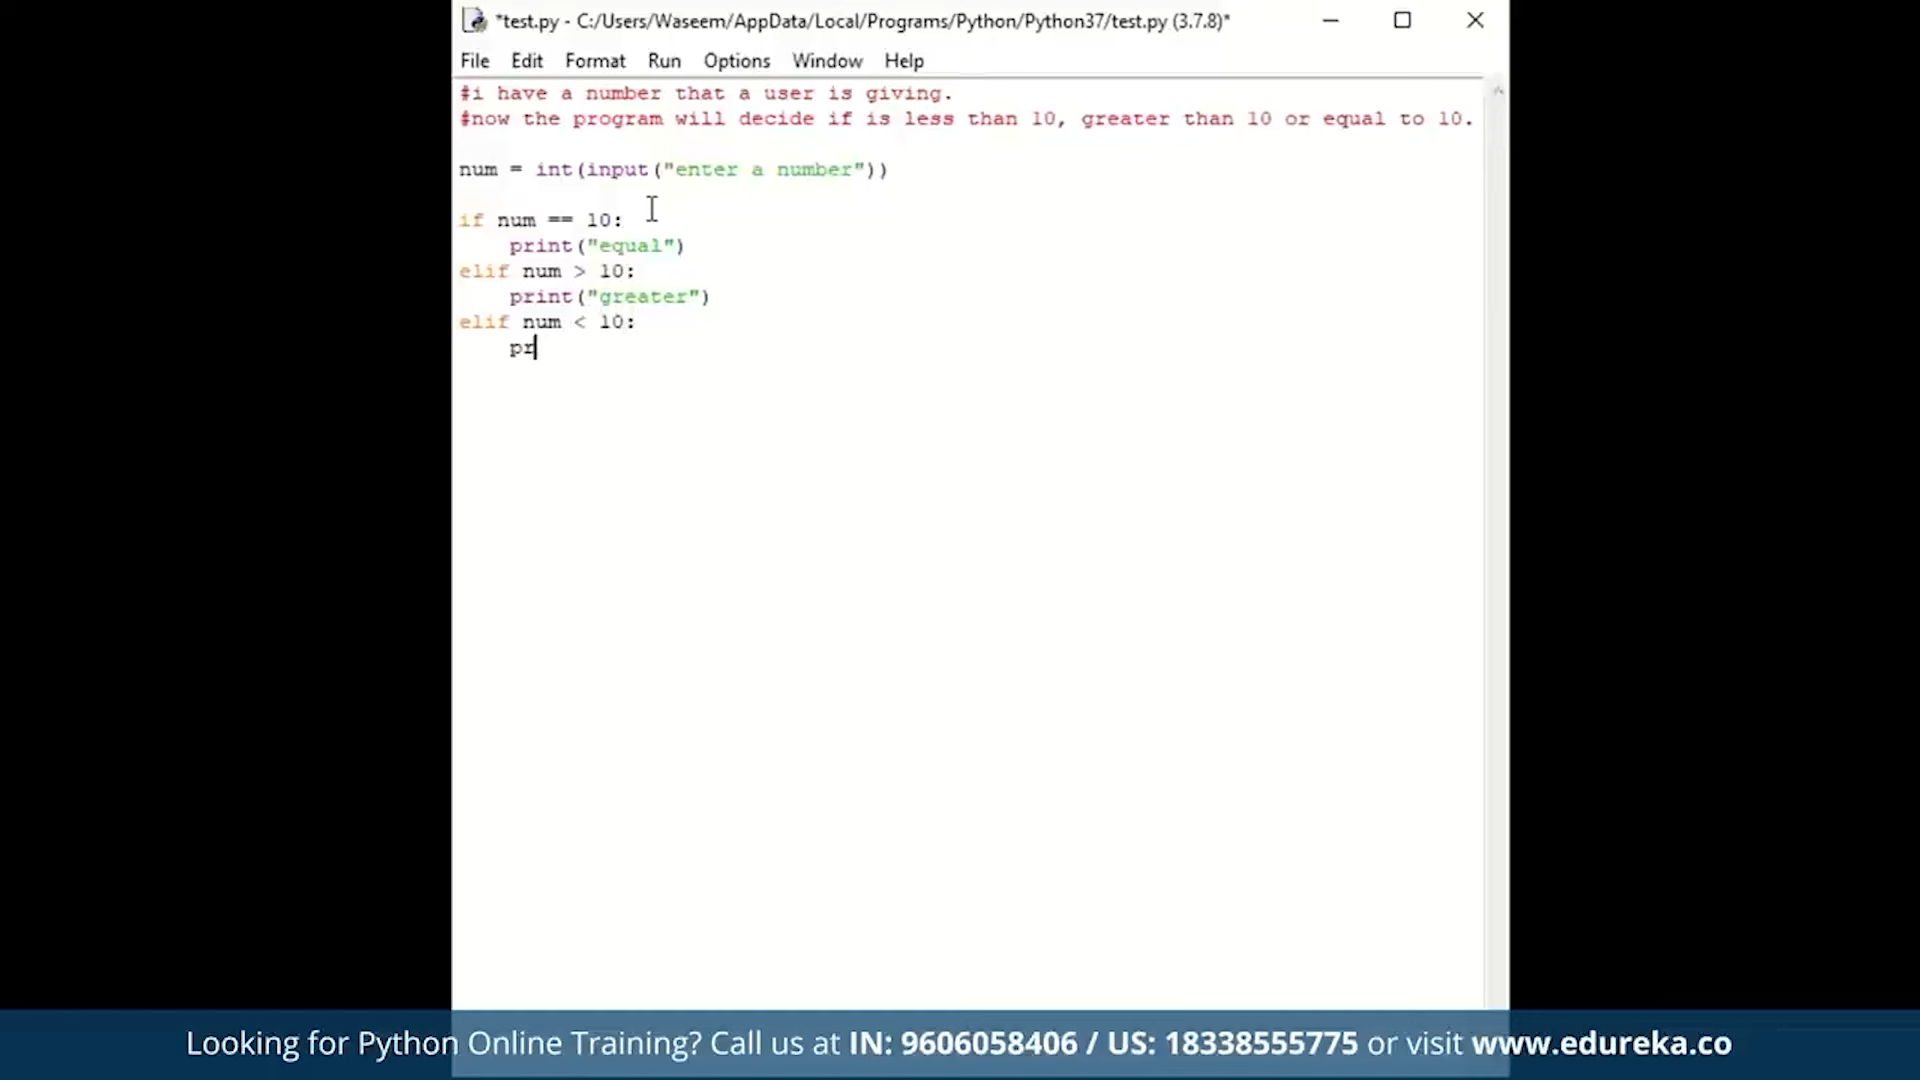 *test.py - C:/Users/Waseem/AppData/Local/Programs/Python/Python37/test.py (3.7.8)*
File Edit Format Run Options Window Help
#i have a number that a user is giving.
#now the program will decide if is less than 10, greater than 10 or equal to 10.
num = int(input("enter a number"))
if num == 10:
    print("equal")
elif num > 10:
    print("greater")
elif num < 10:
    pr
Looking for Python Online Training? Call us at IN: 9606058406 / US: 18338555775 or visit www.edureka.co